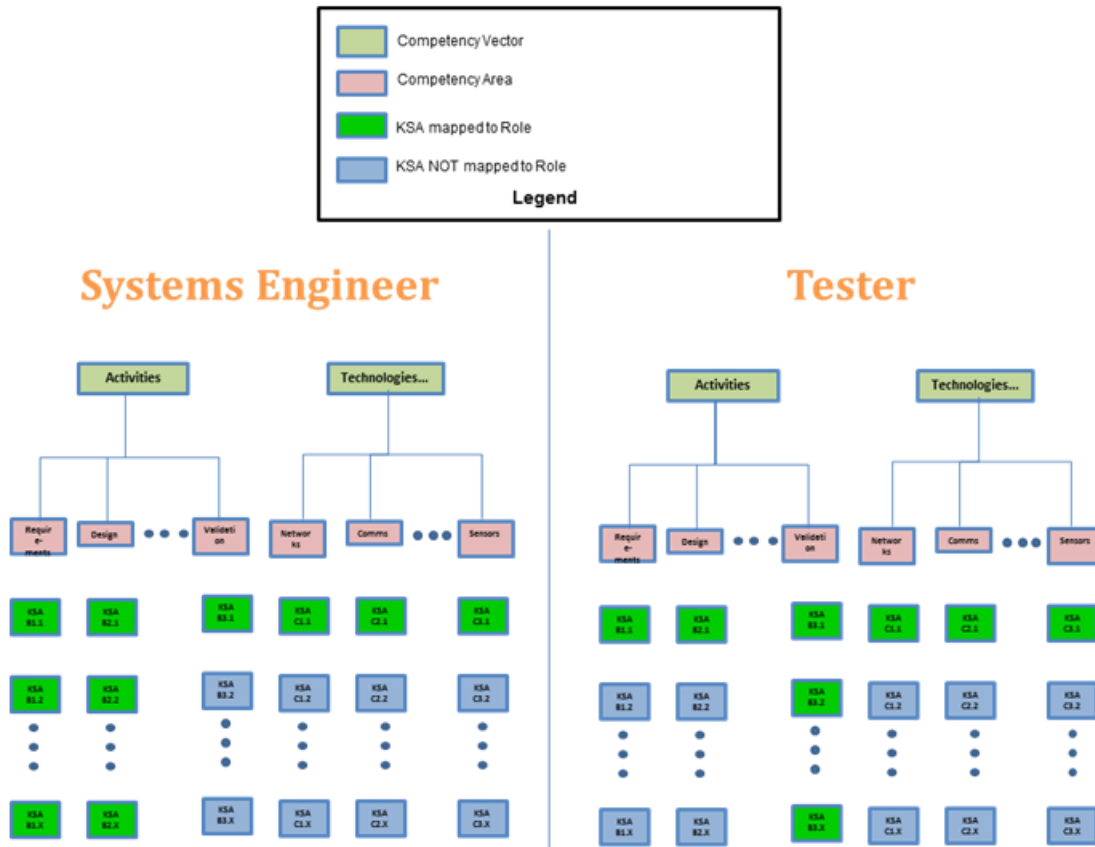 Competency Vector
Competency Area
KSA mapped to Role
KSA NOT mapped to Role
Legend
Systems Engineer
Activities
Technologies...
Require-
ments
Design
Validati
on
Networ
ks
Comms
Sensors
KSA
B1.1
KSA
B2.1
KSA
B3.1
KSA
C1.1
KSA
C2.1
KSA
C3.1
KSA
B1.2
KSA
B2.2
KSA
B3.2
KSA
C1.2
KSA
C2.2
KSA
C3.2
KSA
B1.X
KSA
B2.X
KSA
B3.X
KSA
C1.X
KSA
C2.X
KSA
C3.X
Tester
Activities
Technologies...
Requir
e-
ments
Design
Validati
on
Networ
ks
Comms
Sensors
KSA
B1.1
KSA
B2.1
KSA
B3.1
KSA
C1.1
KSA
C2.1
KSA
C3.1
KSA
B1.2
KSA
B2.2
KSA
B3.2
KSA
C1.2
KSA
C2.2
KSA
C3.2
KSA
B1.X
KSA
B2.X
KSA
B3.X
KSA
C1.X
KSA
C2.X
KSA
C3.X